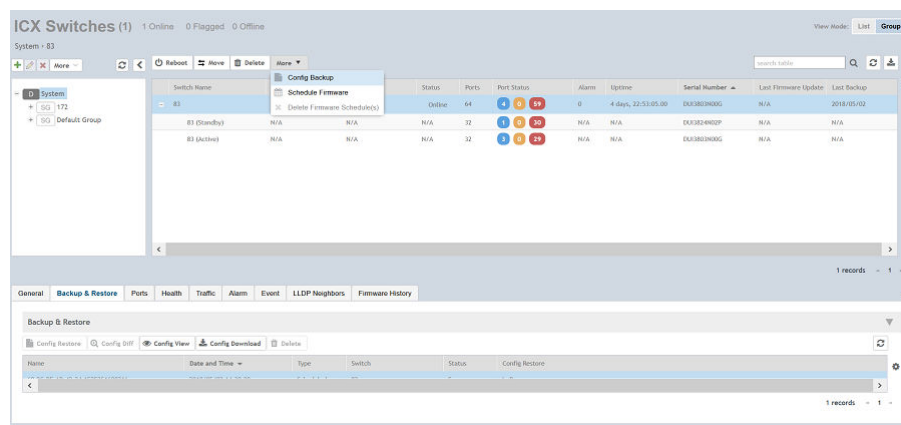 ICX Switches (1) 1 Online 0 Flagged 0 Offline
View Mode: List Group
System › 83
More
Reboot Move Delete More
search table
Config Backup
Schedule Firmware
Delete Firmware Schedule(s)
Switch Name Status Ports Port Status Alarm Uptime Serial Number Last Firmware Update Last Backup
D System
SG 172
SG Default Group
83 Online 64 4 0 59 0 4 days, 22:53:05.00 N/A 2018/05/02
83 (Standby) N/A N/A N/A 32 1 0 30 N/A N/A N/A N/A
83 (Active) N/A N/A N/A 32 3 0 29 N/A N/A N/A N/A
1 records 1
General Backup & Restore Ports Health Traffic Alarm Event LLDP Neighbors Firmware History
Backup & Restore
Config Restore Config Diff Config View Config Download Delete
Name Date and Time Type Switch Status Config Restore
1 records 1